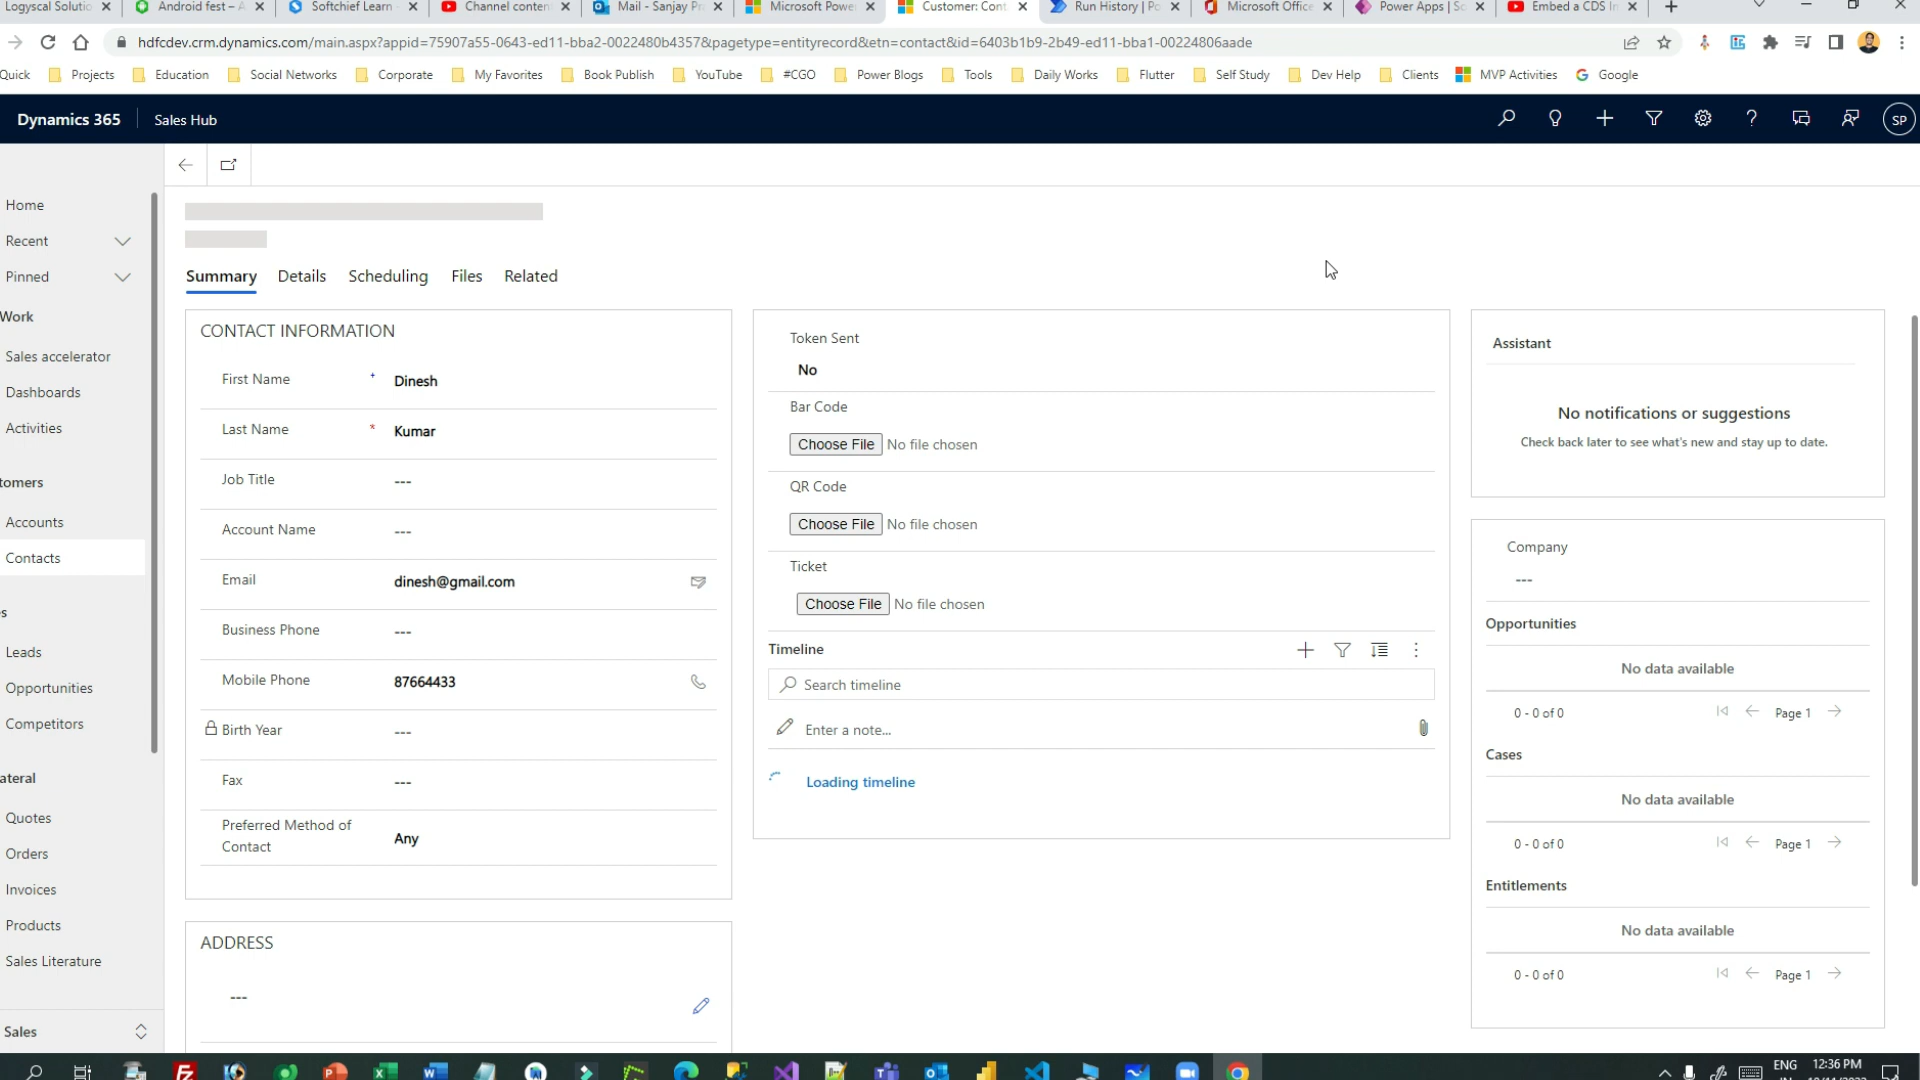 Logyscal Solutio
Android fest – A
Softchief Learn
Channel conten
Mail - Sanjay Pr
Microsoft Power
Customer: Cont
Run History | Po
Microsoft Office
Power Apps | Sc
Embed a CDS In
hdfcdev.crm.dynamics.com/main.aspx?appid=75907a55-0643-ed11-bba2-0022480b4357&pagetype=entityrecord&etn=contact&id=6403b1b9-2b49-ed11-bba1-00224806aade
Quick Projects Education Social Networks Corporate My Favorites Book Publish YouTube #CGO Power Blogs Tools Daily Works Flutter Self Study Dev Help Clients MVP Activities Google
Dynamics 365 Sales Hub SP
Home
Recent
Pinned
Work
Sales accelerator
Dashboards
Activities
tomers
Accounts
Contacts
s
Leads
Opportunities
Competitors
ateral
Quotes
Orders
Invoices
Products
Sales Literature
Sales
Summary Details Scheduling Files Related
CONTACT INFORMATION
First Name + Dinesh
Last Name * Kumar
Job Title ---
Account Name ---
Email dinesh@gmail.com
Business Phone ---
Mobile Phone 87664433
Birth Year ---
Fax ---
Preferred Method of
Contact
Any
ADDRESS
---
Token Sent
No
Bar Code
Choose File No file chosen
QR Code
Choose File No file chosen
Ticket
Choose File No file chosen
Timeline
Search timeline
Enter a note...
Loading timeline
Assistant
No notifications or suggestions
Check back later to see what's new and stay up to date.
Company
---
Opportunities
No data available
0 - 0 of 0 Page 1
Cases
No data available
0 - 0 of 0 Page 1
Entitlements
No data available
0 - 0 of 0 Page 1
ENG 12:36 PM